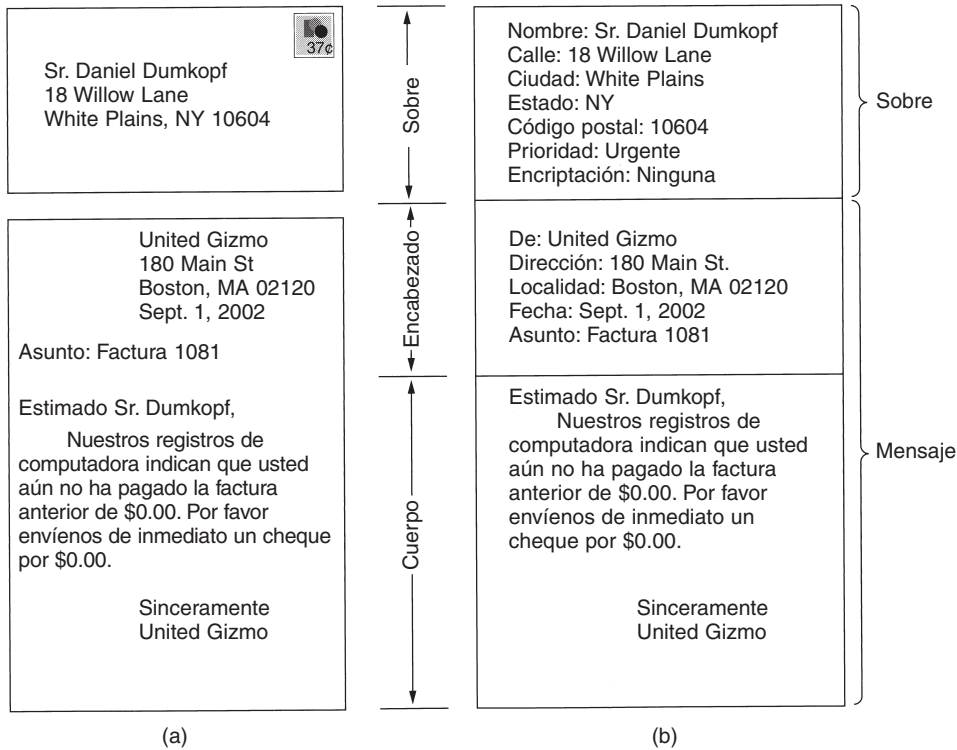 37¢
Sr. Daniel Dumkopf
18 Willow Lane
White Plains, NY 10604
United Gizmo
180 Main St
Boston, MA 02120
Sept. 1, 2002
Asunto: Factura 1081
Estimado Sr. Dumkopf,
Nuestros registros de
computadora indican que usted
aún no ha pagado la factura
anterior de $0.00. Por favor
envíenos de inmediato un cheque
por $0.00.
Sinceramente
United Gizmo
(a)
Sobre
Encabezado
Cuerpo
Nombre: Sr. Daniel Dumkopf
Calle: 18 Willow Lane
Ciudad: White Plains
Estado: NY
Código postal: 10604
Prioridad: Urgente
Encriptación: Ninguna
De: United Gizmo
Dirección: 180 Main St.
Localidad: Boston, MA 02120
Fecha: Sept. 1, 2002
Asunto: Factura 1081
Estimado Sr. Dumkopf,
Nuestros registros de
computadora indican que usted
aún no ha pagado la factura
anterior de $0.00. Por favor
envíenos de inmediato un
cheque por $0.00.
Sinceramente
United Gizmo
(b)
Sobre
Mensaje